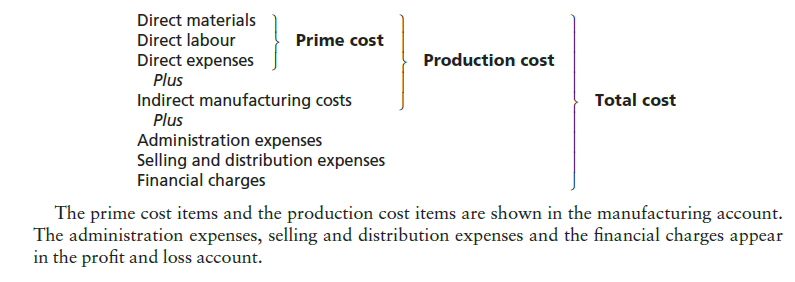 Direct materials
Direct labour
Prime cost
Direct expenses
Production cost
Plus
Indirect manufacturing costs
Total cost
Plus
Administration expenses
Selling and distribution expenses
Financial charges
The prime cost items and the production cost items are shown in the manufacturing account.
The administration expenses, selling and distribution expenses and the financial charges appear
in the profit and loss account.